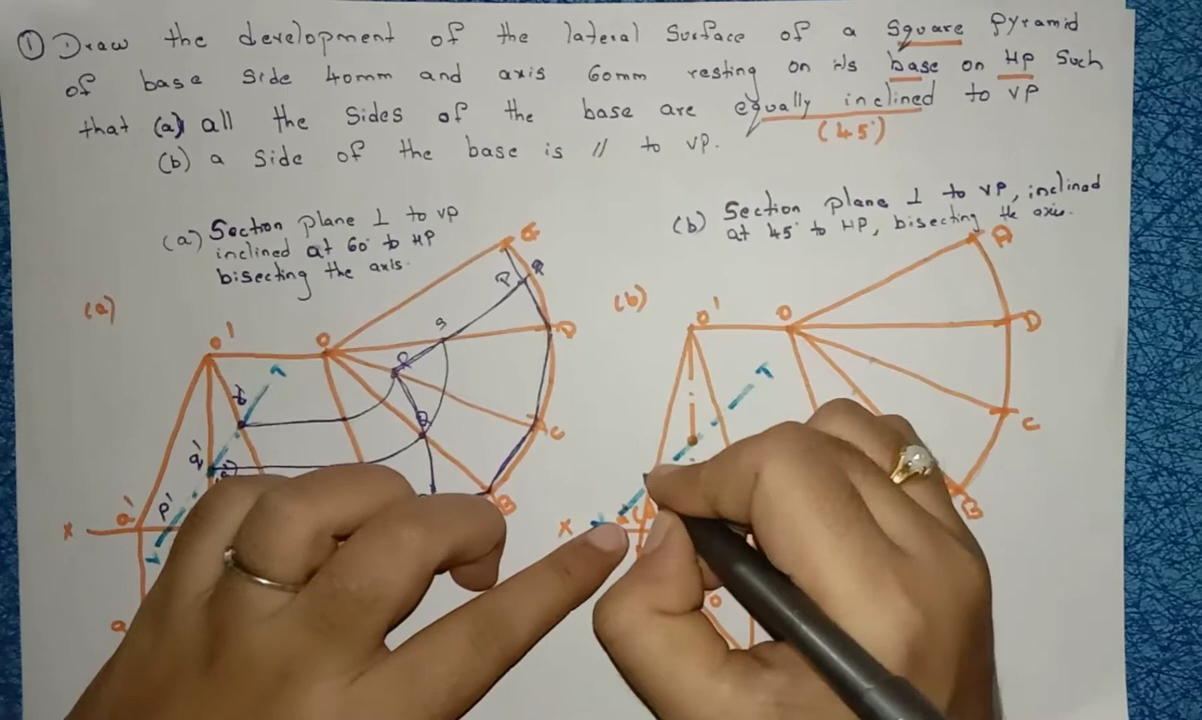 ① Draw the development of the lateral Surface of a Square Pyramid
of base side 40mm and axis 60mm resting on its base on HP Such
that (a) all the Sides of the base are equally inclined to VP
(45°)
(b) a side of the base is // to VP.
(a) Section plane ⊥ to VP
inclined at 60° to HP
bisecting the axis.
(b) Section plane ⊥ to VP, inclined
at 45° to HP, bisecting the axis.
(a)
o'
O
D
C
B
S
R
q'
p'
a'
X
a
(b)
o'
O
A
D
C
B
X
o